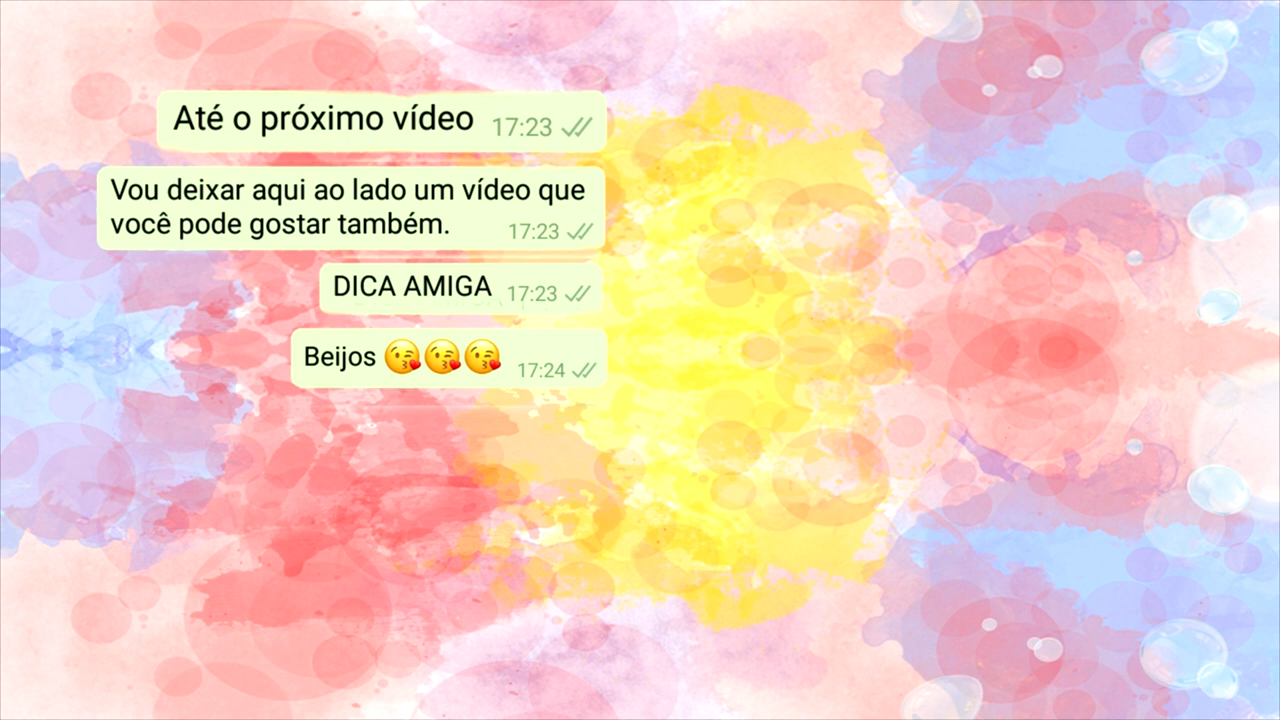 Até o próximo vídeo 17:23
Vou deixar aqui ao lado um vídeo que
você pode gostar também. 17:23
DICA AMIGA 17:23
Beijos 😘😘😘 17:24